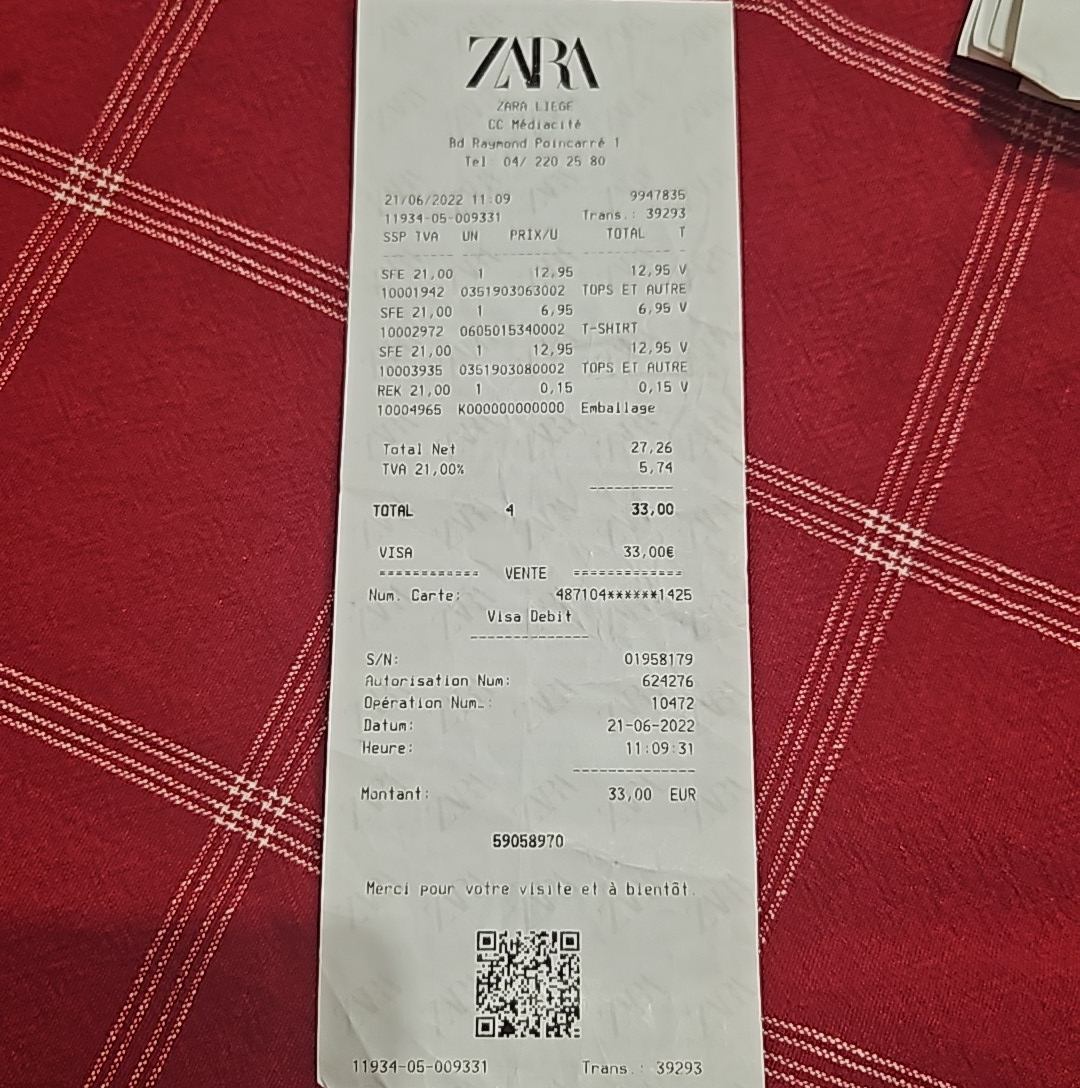 ZARA
ZARA LIEGE
CC Médiacité
Bd Raymond Poincarré 1
Tel 04/ 220 25 80
21/06/2022 11:09 9947835
11934-05-009331 Trans.: 39293
SSP TVA UN PRIX/U TOTAL T
SFE 21,00 1 12,95 12,95 V
10001942 0351903063002 TOPS ET AUTRE
SFE 21,00 1 6,95 6,95 V
10002972 0605015340002 T-SHIRT
SFE 21,00 1 12,95 12,95 V
10003935 0351903080002 TOPS ET AUTRE
REK 21,00 1 0,15 0,15 V
10004965 K000000000000 Emballage
Total Net 27,26
TVA 21,00% 5,74
TOTAL 4 33,00
VISA 33,00€
============ VENTE =============
Num. Carte: 487104******1425
Visa Debit
S/N: 01958179
Autorisation Num: 624276
Opération Num.: 10472
Datum: 21-06-2022
Heure: 11:09:31
Montant: 33,00 EUR
59058970
Merci pour votre visite et à bientôt.
11934-05-009331 Trans.: 39293